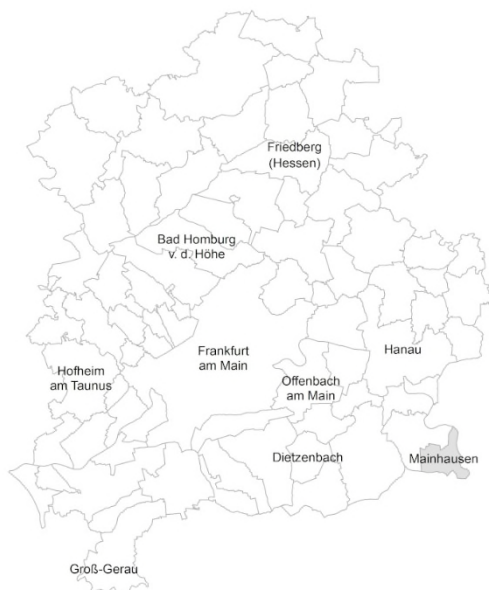 Friedberg
(Hessen)
Bad Homburg
v. d. Höhe
Frankfurt
am Main
Hanau
Hofheim
am Taunus
Offenbach
am Main
Dietzenbach
Mainhausen
Groß-Gerau